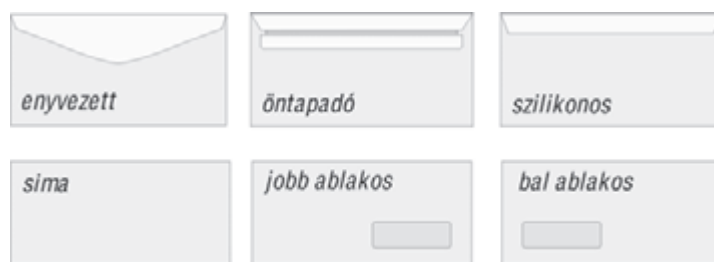 enyvezett
öntapadó
szilikonos
sima
jobb ablakos
bal ablakos